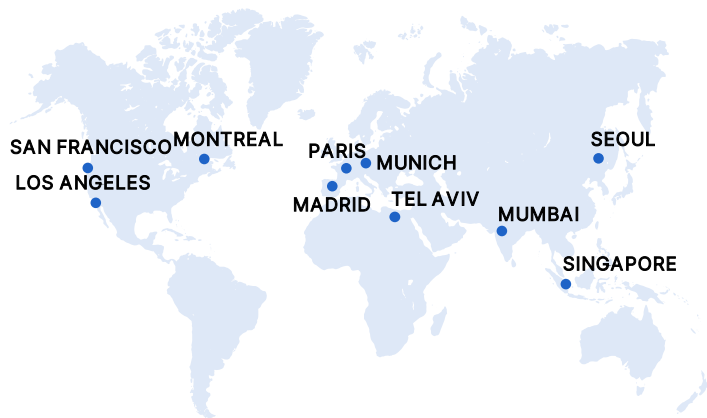 SAN FRANCISCO
MONTREAL
SEOUL
PARIS
MUNICH
LOS ANGELES
MADRID
TEL AVIV
MUMBAI
SINGAPORE